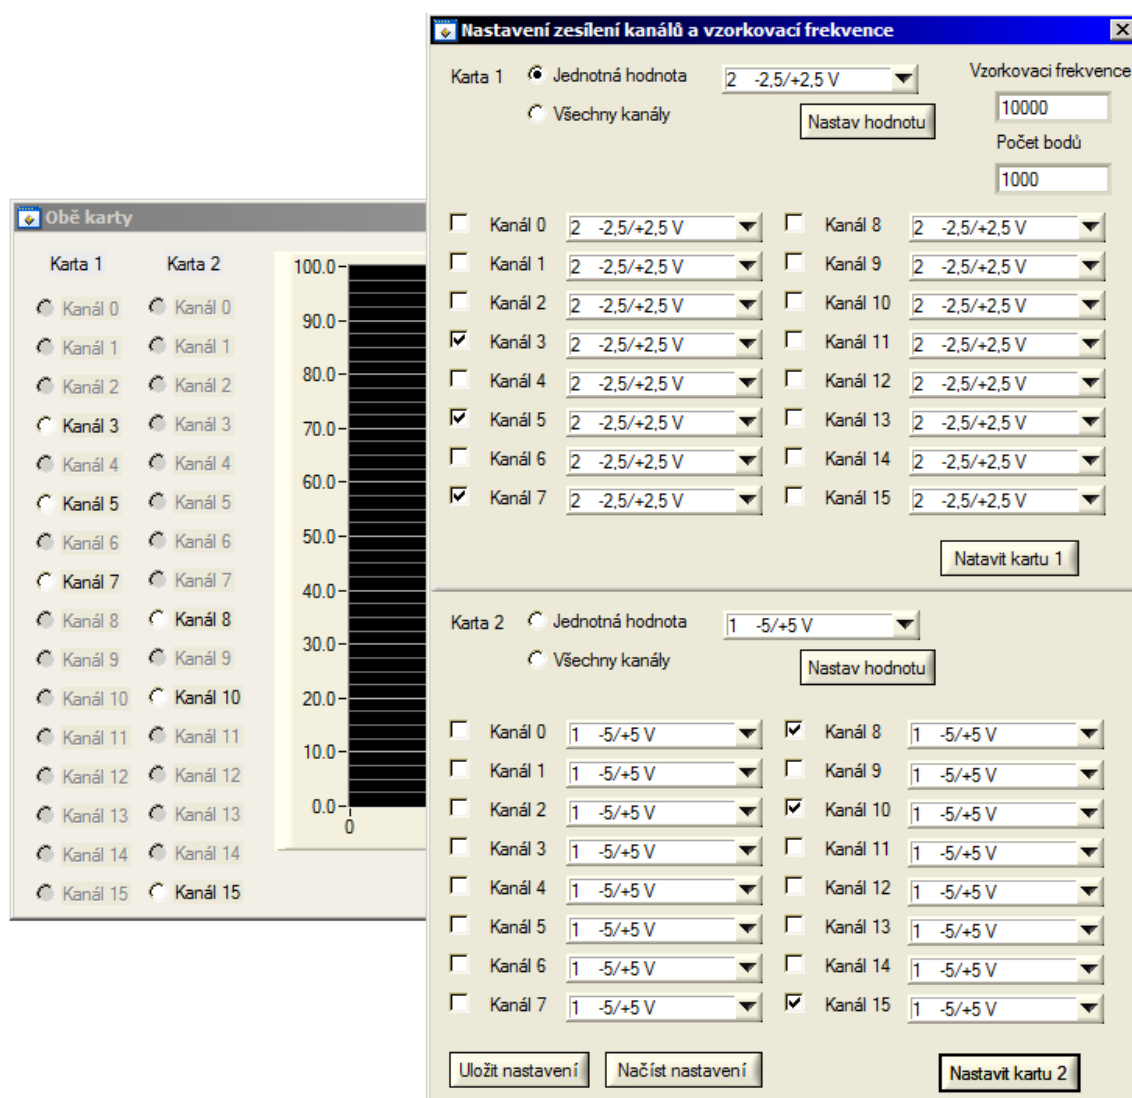 Nastavení zesílení kanálů a vzorkovací frekvence
Karta 1 Jednotná hodnota 2 -2,5/+2,5 V Vzorkovaci frekvence
Všechny kanály Nastav hodnotu 10000
Počet bodů
1000
Kanál 0 2 -2,5/+2,5 V Kanál 8 2 -2,5/+2,5 V
Kanál 1 2 -2,5/+2,5 V Kanál 9 2 -2,5/+2,5 V
Kanál 2 2 -2,5/+2,5 V Kanál 10 2 -2,5/+2,5 V
Kanál 3 2 -2,5/+2,5 V Kanál 11 2 -2,5/+2,5 V
Kanál 4 2 -2,5/+2,5 V Kanál 12 2 -2,5/+2,5 V
Kanál 5 2 -2,5/+2,5 V Kanál 13 2 -2,5/+2,5 V
Kanál 6 2 -2,5/+2,5 V Kanál 14 2 -2,5/+2,5 V
Kanál 7 2 -2,5/+2,5 V Kanál 15 2 -2,5/+2,5 V
Natavit kartu 1
Karta 2 Jednotná hodnota 1 -5/+5 V
Všechny kanály Nastav hodnotu
Kanál 0 1 -5/+5 V Kanál 8 1 -5/+5 V
Kanál 1 1 -5/+5 V Kanál 9 1 -5/+5 V
Kanál 2 1 -5/+5 V Kanál 10 1 -5/+5 V
Kanál 3 1 -5/+5 V Kanál 11 1 -5/+5 V
Kanál 4 1 -5/+5 V Kanál 12 1 -5/+5 V
Kanál 5 1 -5/+5 V Kanál 13 1 -5/+5 V
Kanál 6 1 -5/+5 V Kanál 14 1 -5/+5 V
Kanál 7 1 -5/+5 V Kanál 15 1 -5/+5 V
Uložit nastavení Načíst nastavení Nastavit kartu 2
Obě karty
Karta 1 Karta 2
Kanál 0 Kanál 0
Kanál 1 Kanál 1
Kanál 2 Kanál 2
Kanál 3 Kanál 3
Kanál 4 Kanál 4
Kanál 5 Kanál 5
Kanál 6 Kanál 6
Kanál 7 Kanál 7
Kanál 8 Kanál 8
Kanál 9 Kanál 9
Kanál 10 Kanál 10
Kanál 11 Kanál 11
Kanál 12 Kanál 12
Kanál 13 Kanál 13
Kanál 14 Kanál 14
Kanál 15 Kanál 15
100.0
90.0
80.0
70.0
60.0
50.0
40.0
30.0
20.0
10.0
0.0
0